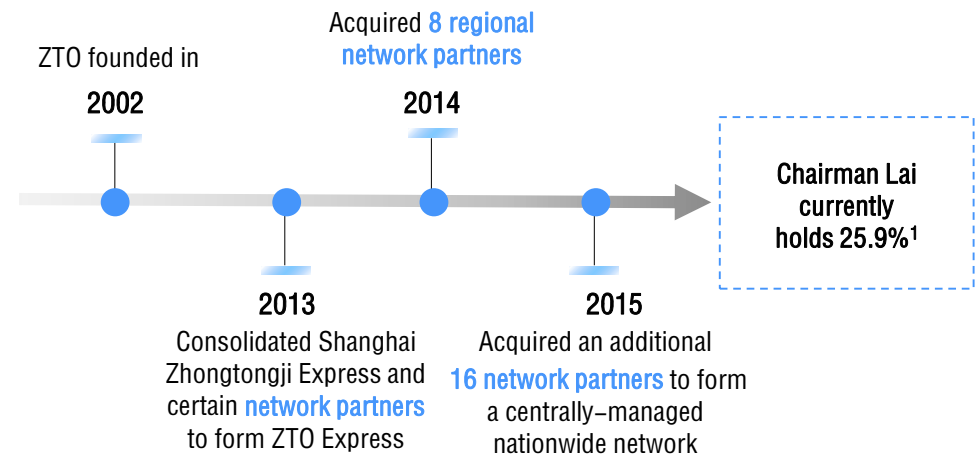 ZTO founded in
2002
2013
Consolidated Shanghai
Zhongtongji Express and
certain network partners
to form ZTO Express
Acquired 8 regional
network partners
2014
2015
Acquired an additional
16 network partners to form
a centrally–managed
nationwide network
Chairman Lai
currently
holds 25.9%¹